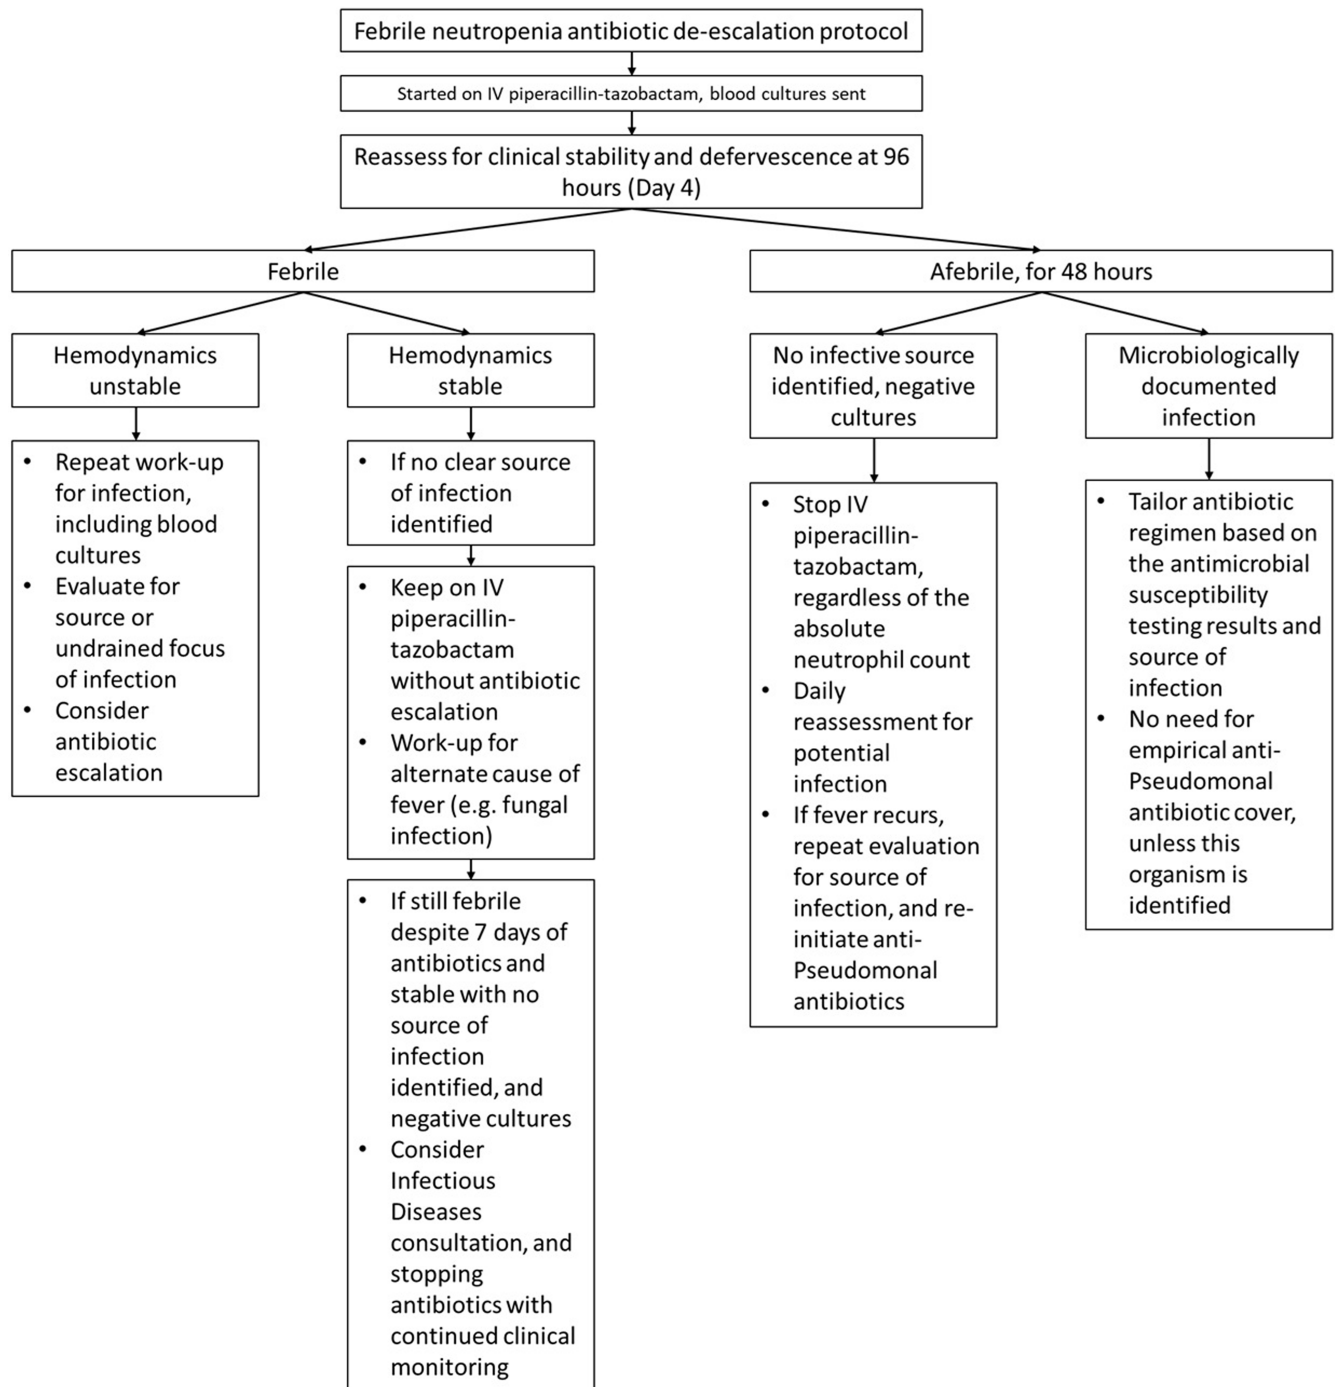 Febrile neutropenia antibiotic de-escalation protocol
Started on IV piperacillin-tazobactam, blood cultures sent
Reassess for clinical stability and defervescence at 96
hours (Day 4)
Febrile
Afebrile, for 48 hours
Hemodynamics
unstable
Hemodynamics
stable
No infective source
identified, negative
cultures
Microbiologically
documented
infection
• Repeat work-up
for infection,
including blood
cultures
• Evaluate for
source or
undrained focus
of infection
• Consider
antibiotic
escalation
• If no clear source
of infection
identified
• Keep on IV
piperacillin-
tazobactam
without antibiotic
escalation
• Work-up for
alternate cause of
fever (e.g. fungal
infection)
• If still febrile
despite 7 days of
antibiotics and
stable with no
source of
infection
identified, and
negative cultures
• Consider
Infectious
Diseases
consultation, and
stopping
antibiotics with
continued clinical
monitoring
• Stop IV
piperacillin-
tazobactam,
regardless of the
absolute
neutrophil count
• Daily
reassessment for
potential
infection
• If fever recurs,
repeat evaluation
for source of
infection, and re-
initiate anti-
Pseudomonal
antibiotics
• Tailor antibiotic
regimen based on
the antimicrobial
susceptibility
testing results and
source of
infection
• No need for
empirical anti-
Pseudomonal
antibiotic cover,
unless this
organism is
identified